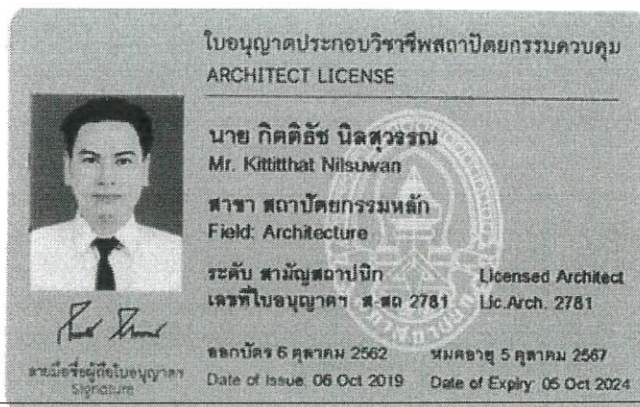 ใบอนุญาตประกอบวิชาชีพสถาปัตยกรรมควบคุม
ARCHITECT LICENSE
นาย กิตติธัช นิลสุวรรณ
Mr. Kittitthat Nilsuwan
สาขา สถาปัตยกรรมหลัก
Field: Architecture
ระดับ สามัญสถาปนิก Licensed Architect
เลขที่ใบอนุญาตฯ ส-สถ 2781 Lic.Arch. 2781
ออกบัตร 6 ตุลาคม 2562 หมดอายุ 5 ตุลาคม 2567
Date of Issue: 06 Oct 2019 Date of Expiry: 05 Oct 2024
ลายมือชื่อผู้ถือใบอนุญาตฯ
Signature